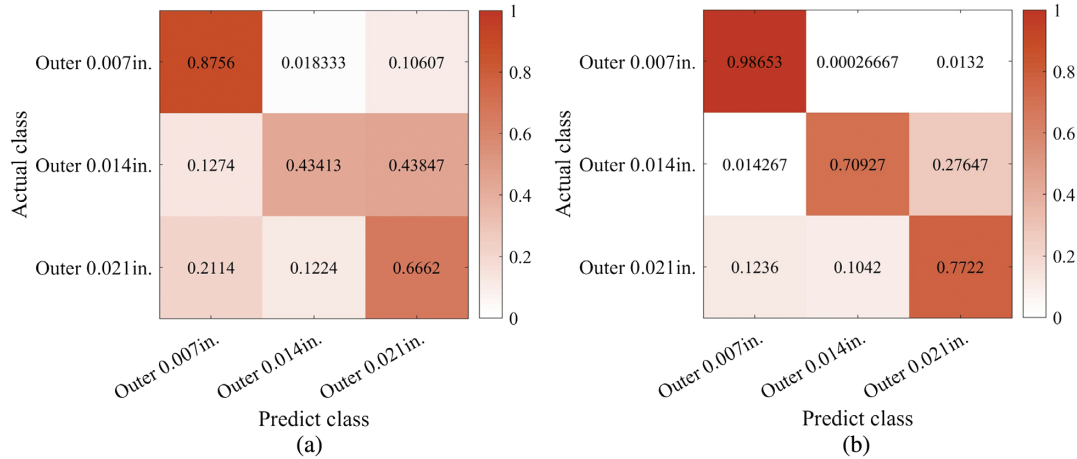 Actual class
Outer 0.007in.
0.8756
0.018333
0.10607
Outer 0.014in.
0.1274
0.43413
0.43847
Outer 0.021in.
0.2114
0.1224
0.6662
Outer 0.007in.
Outer 0.014in.
Outer 0.021in.
Predict class
1
0.8
0.6
0.4
0.2
0
(a)
Actual class
Outer 0.007in.
0.98653
0.00026667
0.0132
Outer 0.014in.
0.014267
0.70927
0.27647
Outer 0.021in.
0.1236
0.1042
0.7722
Outer 0.007in.
Outer 0.014in.
Outer 0.021in.
Predict class
1
0.8
0.6
0.4
0.2
0
(b)